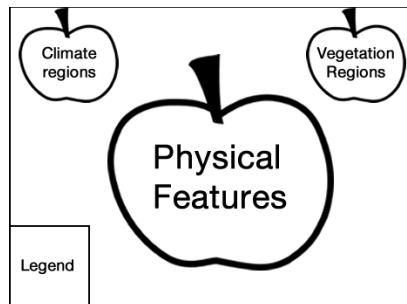 Climate
regions
Vegetation
Regions
Physical
Features
Legend